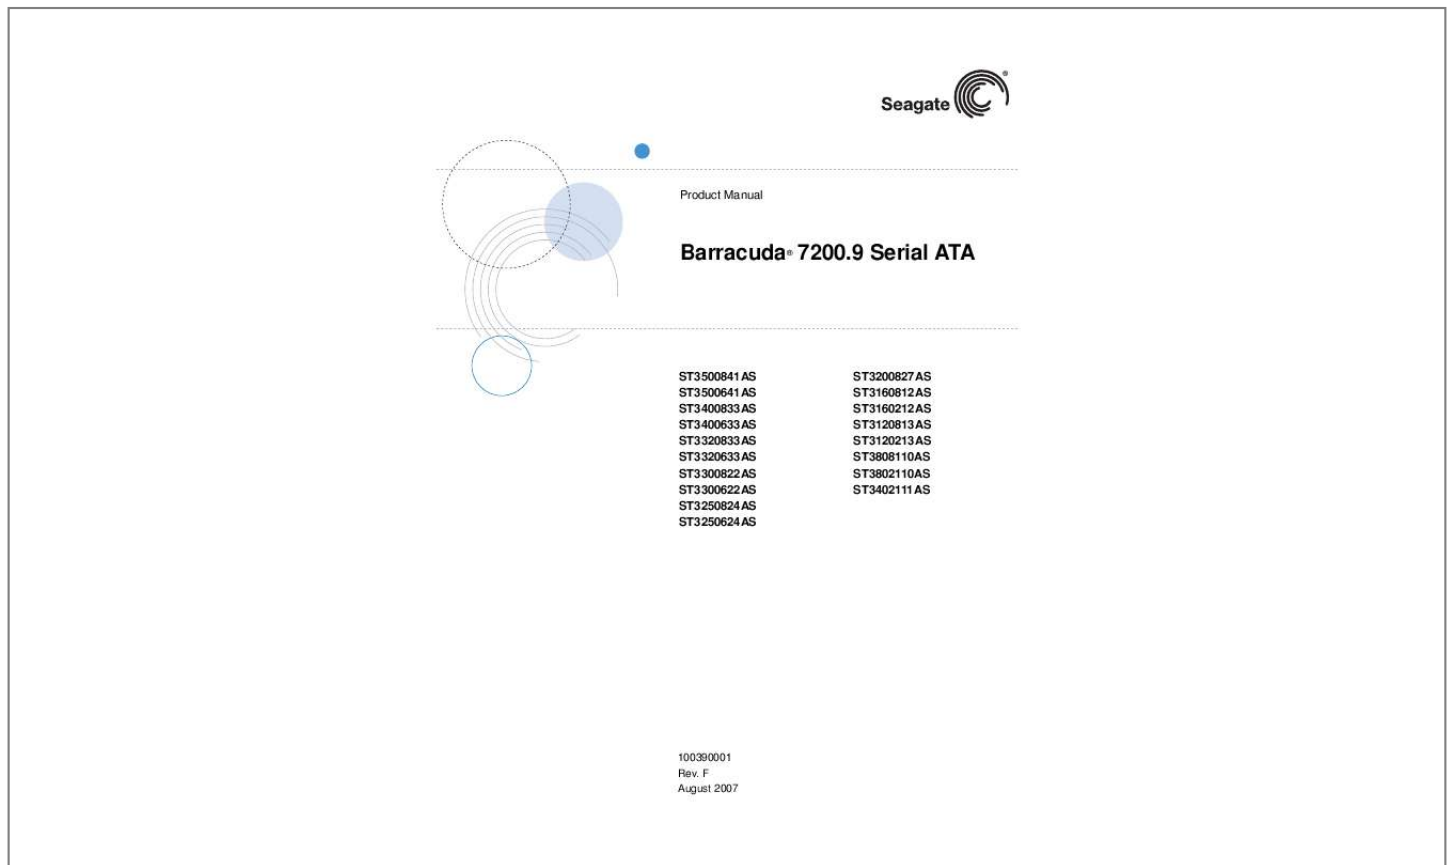 Seagate®
Product Manual
Barracuda® 7200.9 Serial ATA
ST3500841AS
ST3500641AS
ST3400833AS
ST3400633AS
ST3320833AS
ST3320633AS
ST3300822AS
ST3300622AS
ST3250824AS
ST3250624AS
ST3200827AS
ST3160812AS
ST3160212AS
ST3120813AS
ST3120213AS
ST3808110AS
ST3802110AS
ST3402111AS
100390001
Rev. F
August 2007